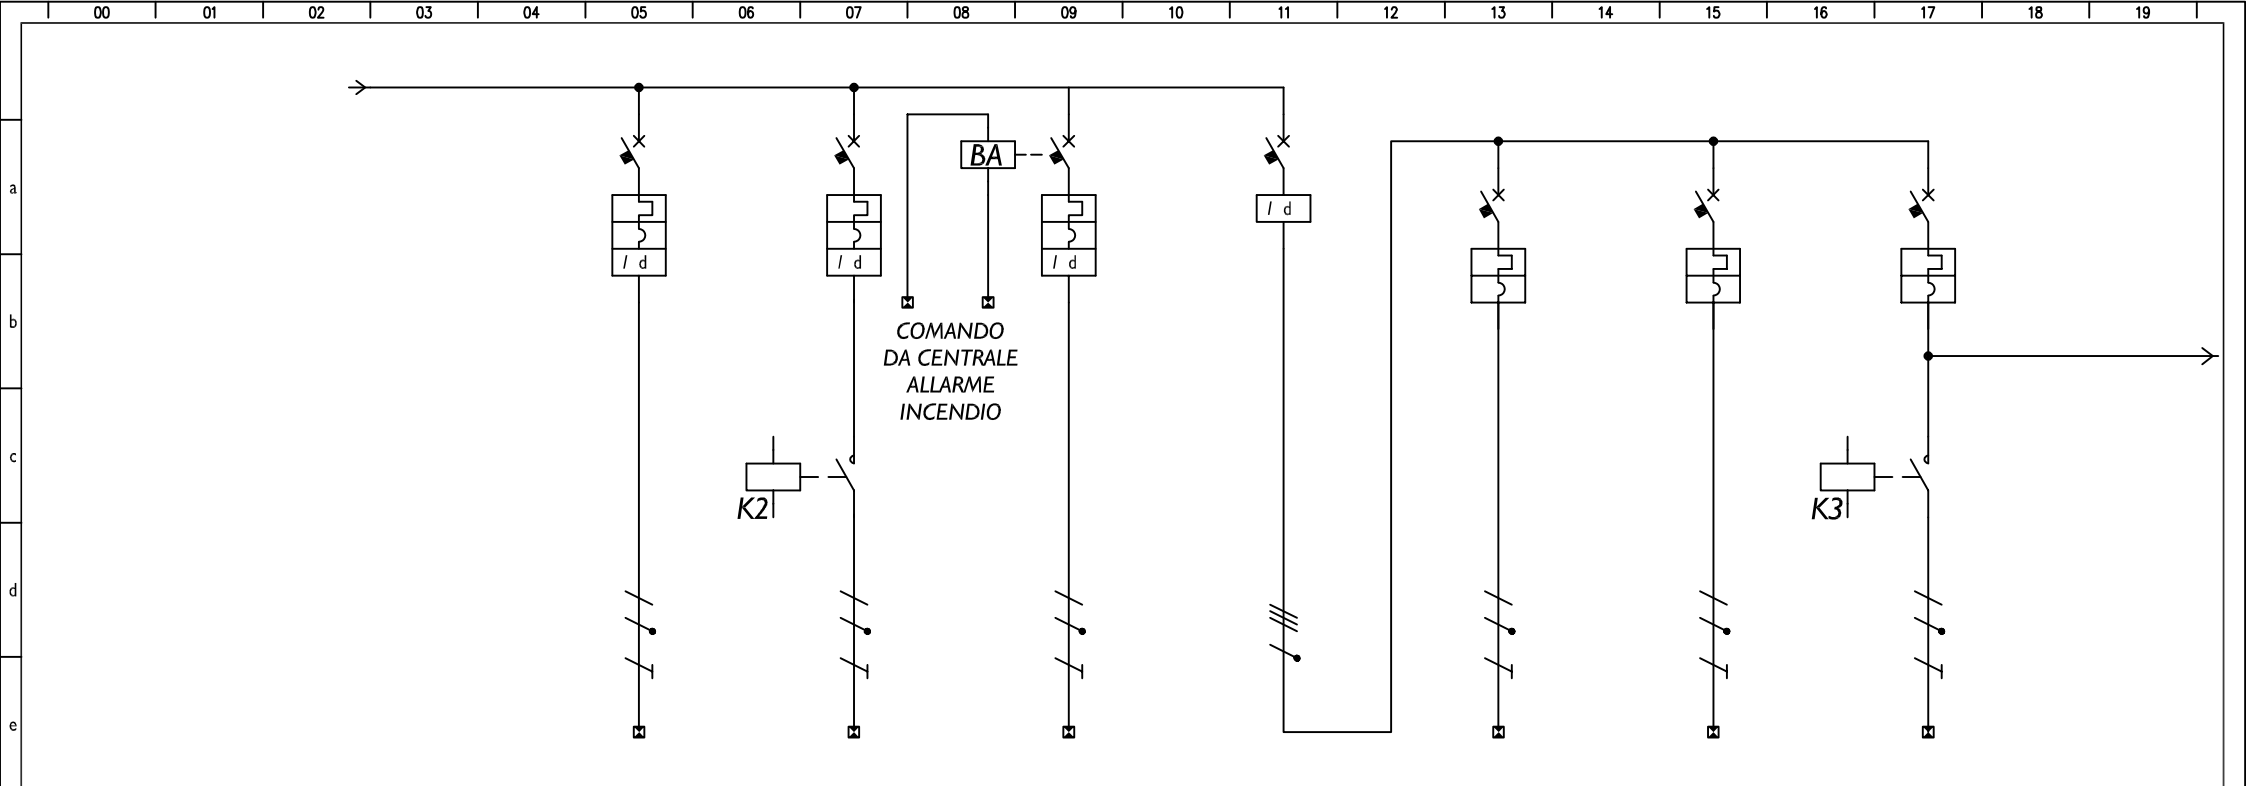 00 01 02 03 04 05 06 07 08 09 10 11 12 13 14 15 16 17 18 19
a
BA
I d
b
I d I d I d
COMANDO
DA CENTRALE
ALLARME
INCENDIO
c
K2 K3
d
e